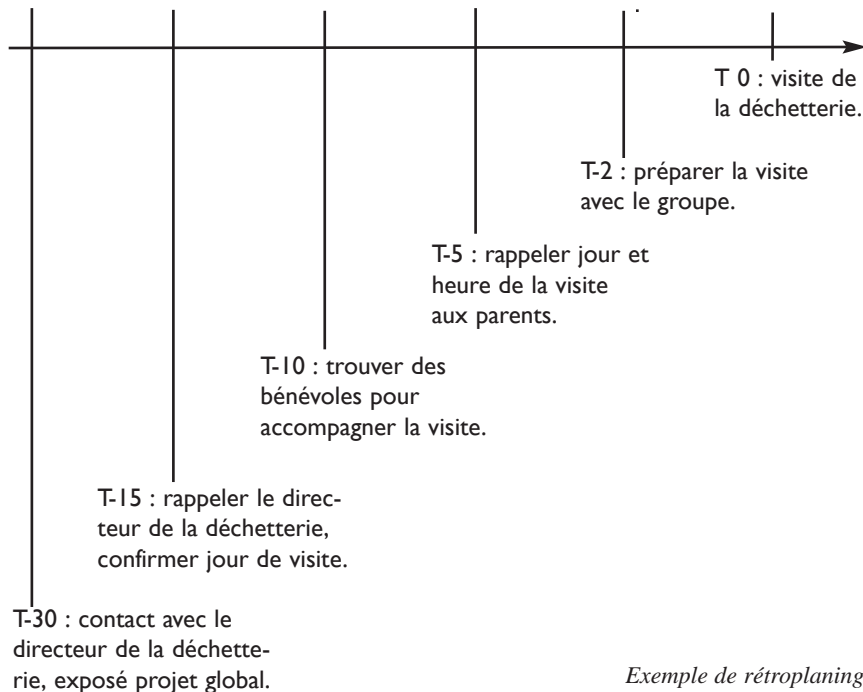 T 0 : visite de
la déchetterie.
T-2 : préparer la visite
avec le groupe.
T-5 : rappeler jour et
heure de la visite
aux parents.
T-10 : trouver des
bénévoles pour
accompagner la visite.
T-15 : rappeler le direc-
teur de la déchetterie,
confirmer jour de visite.
T-30 : contact avec le
directeur de la déchette-
rie, exposé projet global.
Exemple de rétroplaning